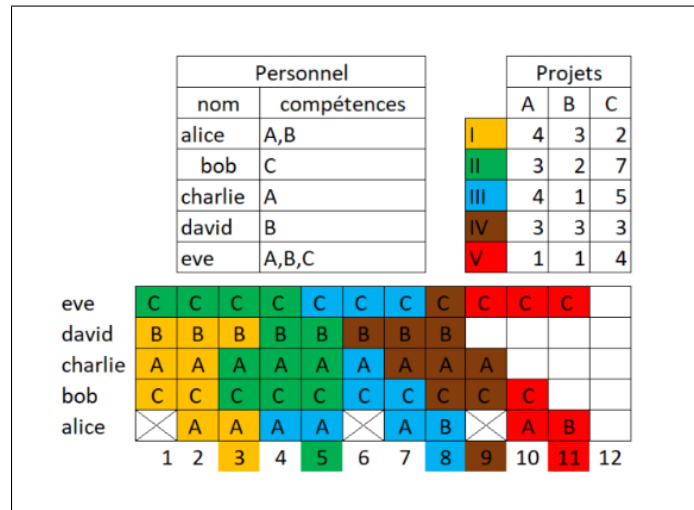 Personnel
nom compétences
alice A,B
bob C
charlie A
david B
eve A,B,C
Projets
A B C
I 4 3 2
II 3 2 7
III 4 1 5
IV 3 3 3
V 1 1 4
eve C C C C C C C C C C C
david B B B B B B B B
charlie A A A A A A A A A
bob C C C C C C C C C C
alice A A A A A B A B
1 2 3 4 5 6 7 8 9 10 11 12